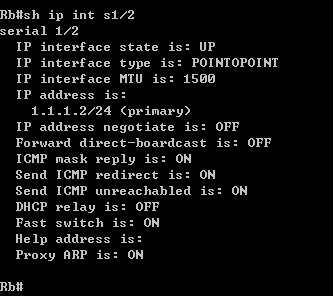 Rb#sh ip int s1/2
serial 1/2
IP interface state is: UP
IP interface type is: POINTOPOINT
IP interface MTU is: 1500
IP address is:
1.1.1.2/24 (primary)
IP address negotiate is: OFF
Forward direct-boardcast is: OFF
ICMP mask reply is: ON
Send ICMP redirect is: ON
Send ICMP unreachabled is: ON
DHCP relay is: OFF
Fast switch is: ON
Help address is:
Proxy ARP is: ON
Rb#